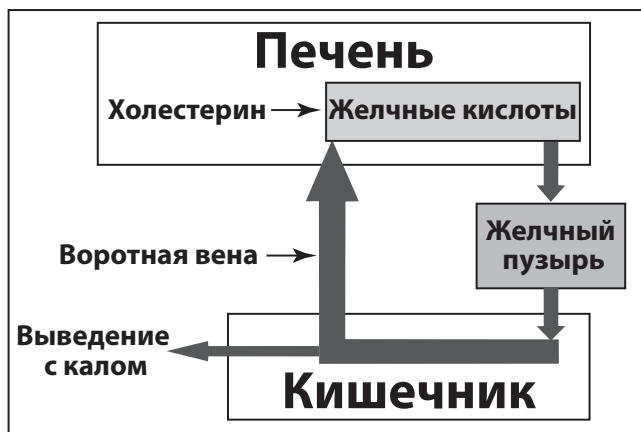 Печень
Холестерин
Желчные кислоты
Желчный
пузырь
Воротная вена
Выведение
с калом
Кишечник